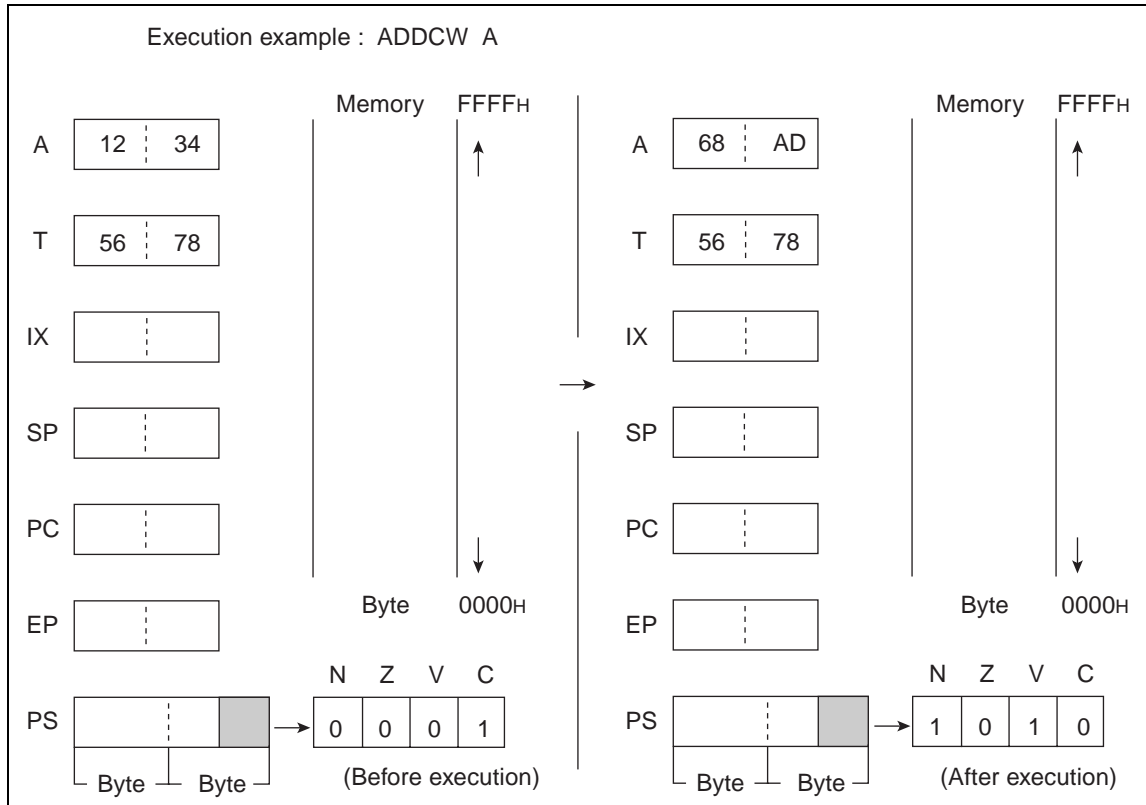 Execution example : ADDCW A
Memory FFFFH
A 12 34
T 56 78
IX
SP
PC
EP
Byte 0000H
N Z V C
PS 0 0 0 1
Byte Byte (Before execution)
Memory FFFFH
A 68 AD
T 56 78
IX
SP
PC
EP
Byte 0000H
N Z V C
PS 1 0 1 0
Byte Byte (After execution)